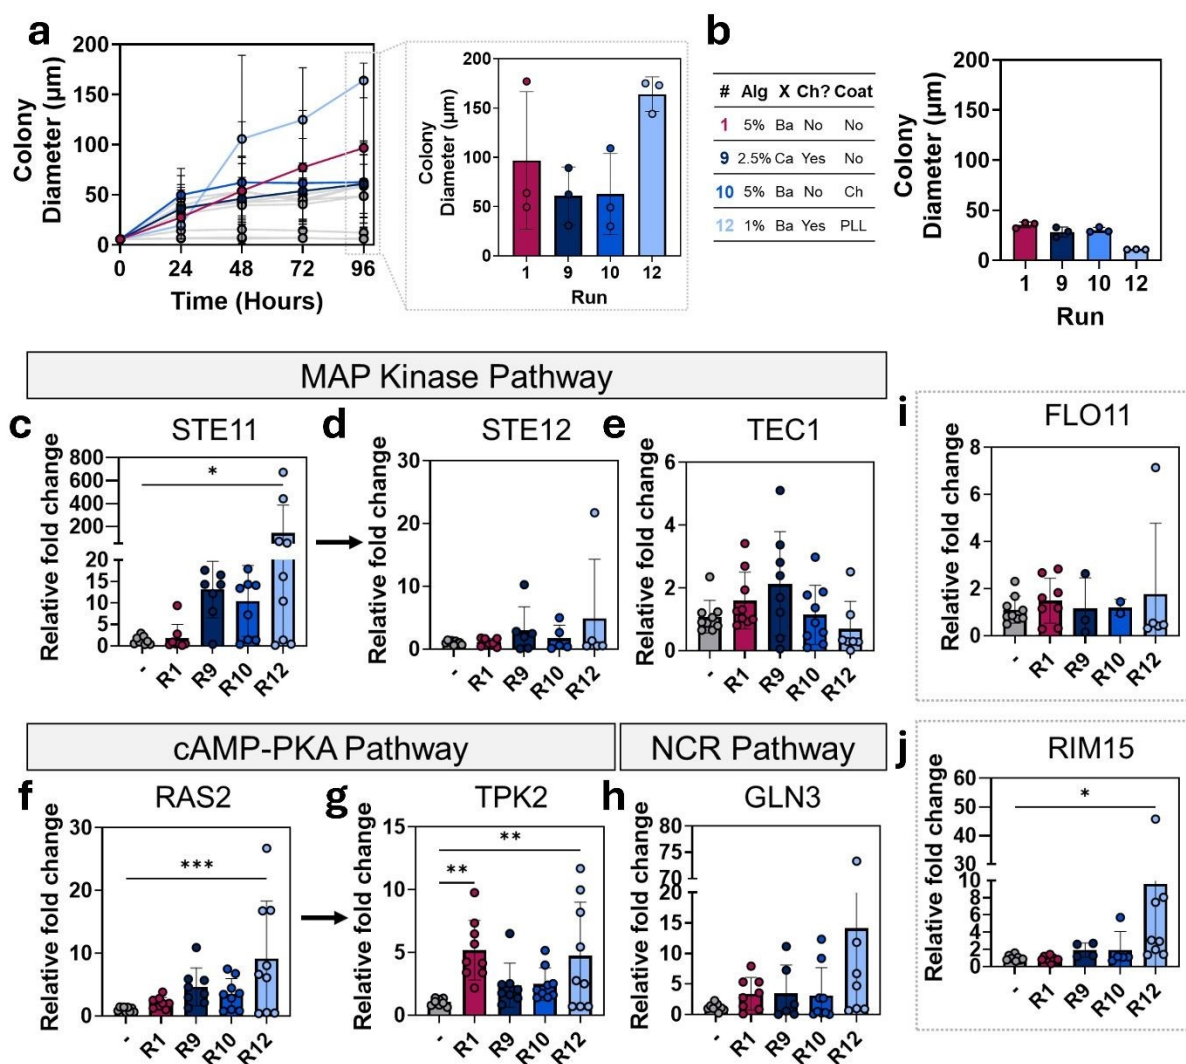 a
200
150
100
50
0
Colony
Diameter (µm)
0 24 48 72 96
Time (Hours)
200
150
100
50
0
Colony
Diameter (µm)
1 9 10 12
Run
b
# Alg X Ch? Coat
1 5% Ba No No
9 2.5% Ca Yes No
10 5% Ba No Ch
12 1% Ba Yes PLL
200
150
100
50
0
Colony
Diameter (µm)
1 9 10 12
Run
MAP Kinase Pathway
c
STE11
Relative fold change
800
600
400
200
20
15
10
5
0
*
- R1 R9 R10 R12
d
STE12
Relative fold change
30
20
10
0
- R1 R9 R10 R12
e
TEC1
Relative fold change
6
4
2
0
- R1 R9 R10 R12
i
FLO11
Relative fold change
8
6
4
2
0
- R1 R9 R10 R12
cAMP-PKA Pathway
NCR Pathway
f
RAS2
Relative fold change
30
20
10
0
***
- R1 R9 R10 R12
g
TPK2
Relative fold change
15
10
5
0
**
**
- R1 R9 R10 R12
h
GLN3
Relative fold change
80
75
70
20
15
10
5
0
- R1 R9 R10 R12
j
RIM15
Relative fold change
60
50
40
30
10
8
6
4
2
0
*
- R1 R9 R10 R12